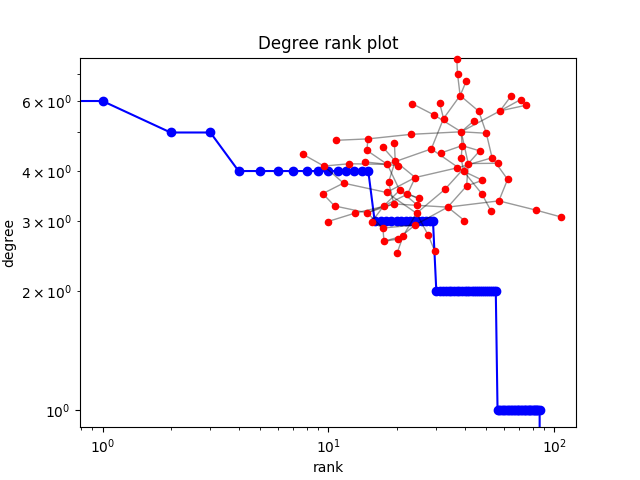 Degree rank plot
degree
6 × 10⁰
4 × 10⁰
3 × 10⁰
2 × 10⁰
10⁰
10⁰
10¹
10²
rank